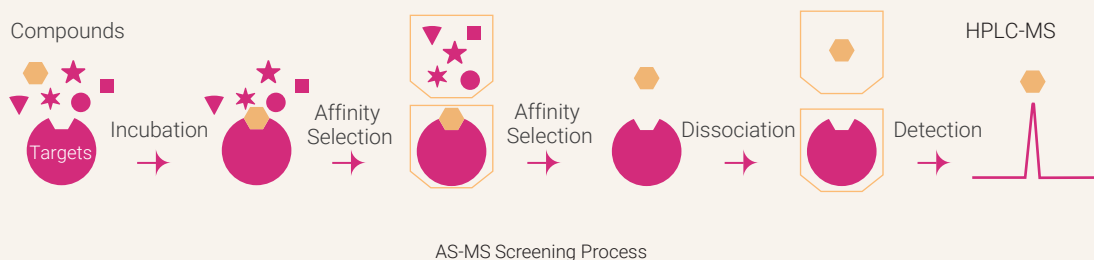 Compounds
HPLC-MS
Targets
Incubation
Affinity
Selection
Affinity
Selection
Dissociation
Detection
AS-MS Screening Process